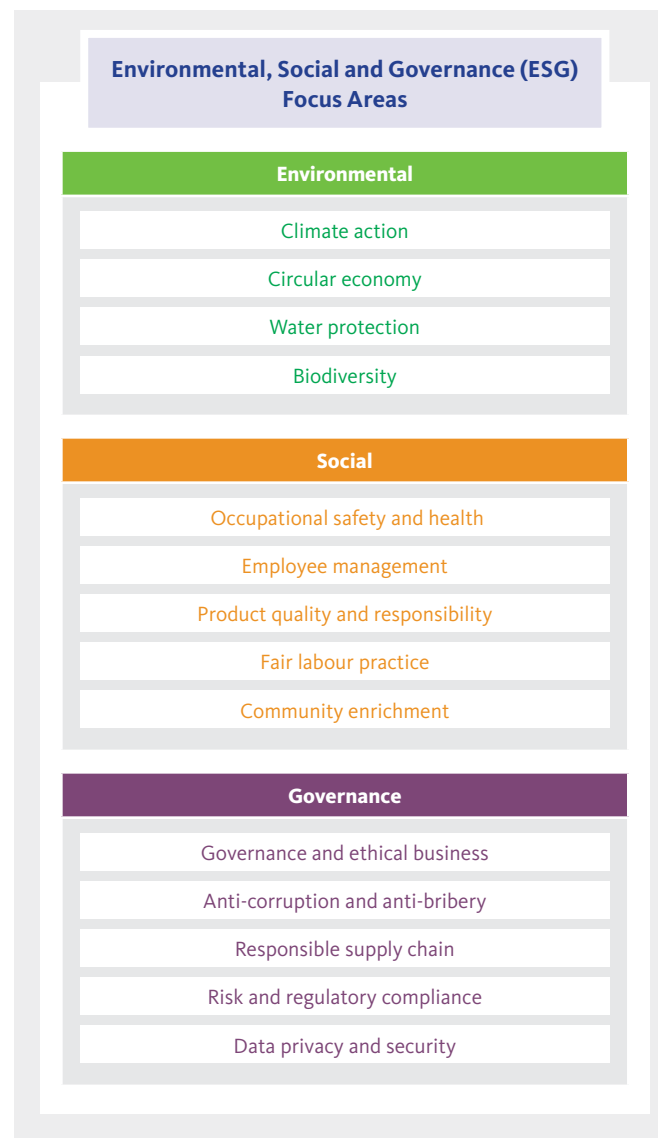 Environmental, Social and Governance (ESG)
Focus Areas
Environmental
Climate action
Circular economy
Water protection
Biodiversity
Social
Occupational safety and health
Employee management
Product quality and responsibility
Fair labour practice
Community enrichment
Governance
Governance and ethical business
Anti-corruption and anti-bribery
Responsible supply chain
Risk and regulatory compliance
Data privacy and security